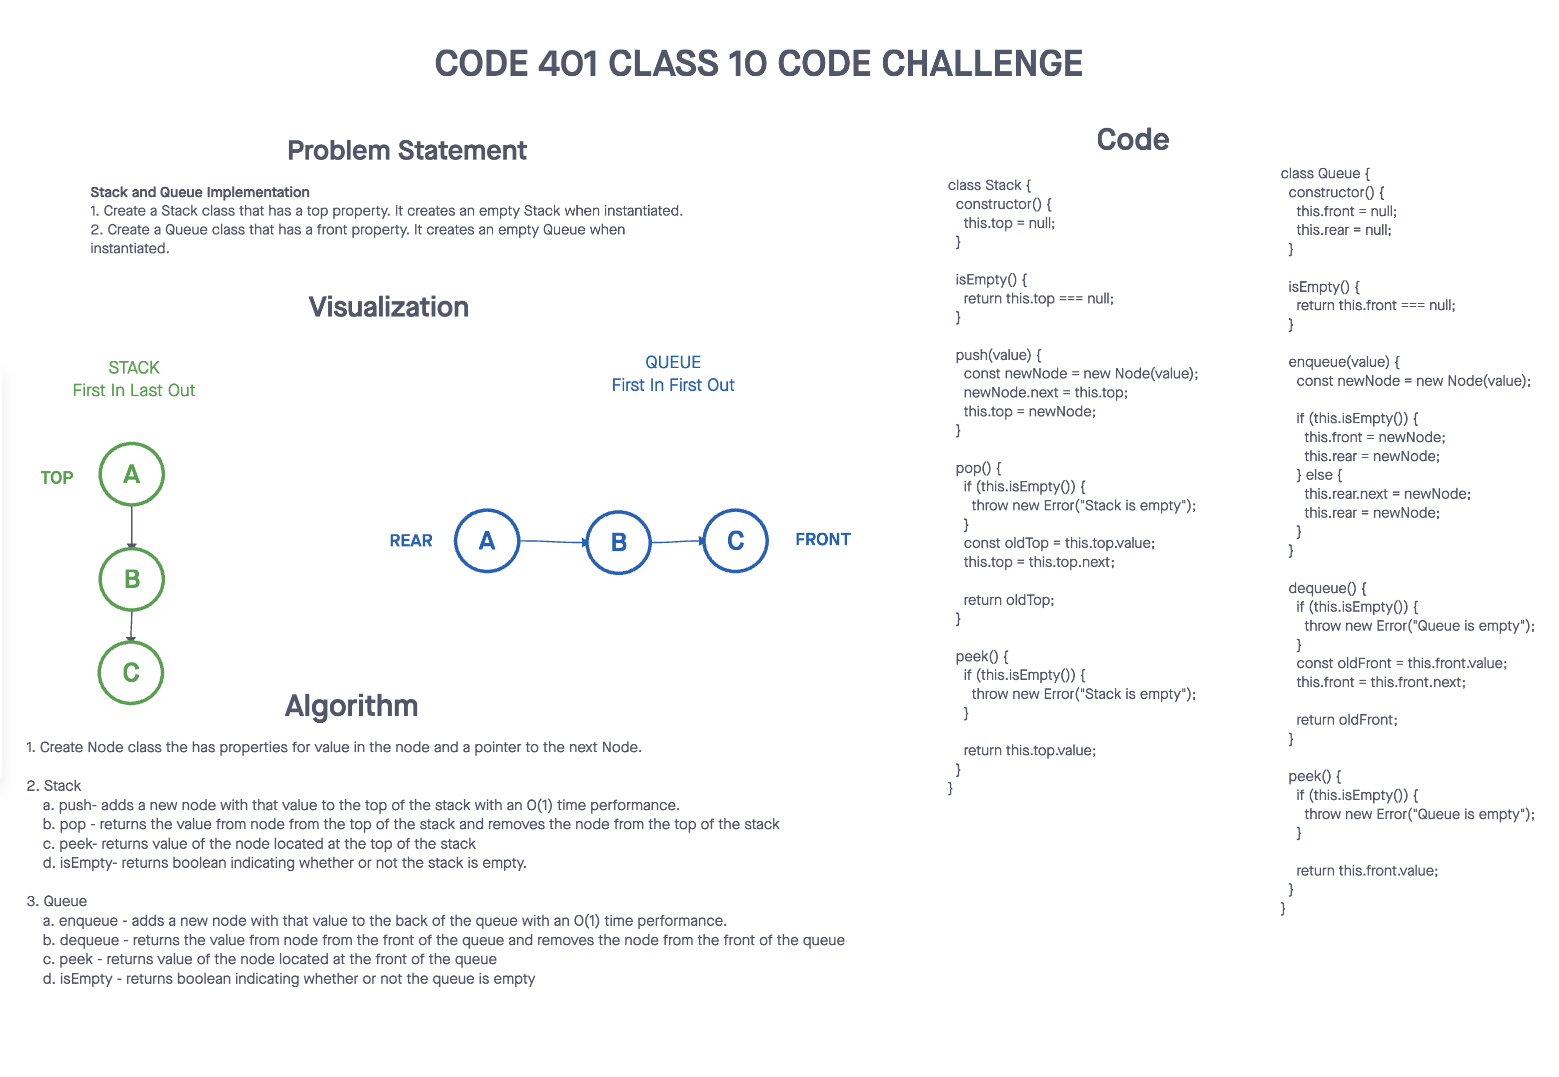 CODE 401 CLASS 10 CODE CHALLENGE
Problem Statement
Stack and Queue Implementation
1. Create a Stack class that has a top property. It creates an empty Stack when instantiated.
2. Create a Queue class that has a front property. It creates an empty Queue when
instantiated.
Visualization
STACK
First In Last Out
TOP
A
B
C
QUEUE
First In First Out
REAR
A
B
C
FRONT
Algorithm
1. Create Node class the has properties for value in the node and a pointer to the next Node.
2. Stack
a. push- adds a new node with that value to the top of the stack with an O(1) time performance.
b. pop - returns the value from node from the top of the stack and removes the node from the top of the stack
c. peek- returns value of the node located at the top of the stack
d. isEmpty- returns boolean indicating whether or not the stack is empty.
3. Queue
a. enqueue - adds a new node with that value to the back of the queue with an O(1) time performance.
b. dequeue - returns the value from node from the front of the queue and removes the node from the front of the queue
c. peek - returns value of the node located at the front of the queue
d. isEmpty - returns boolean indicating whether or not the queue is empty
Code
class Stack {
constructor() {
this.top = null;
}
isEmpty() {
return this.top === null;
}
push(value) {
const newNode = new Node(value);
newNode.next = this.top;
this.top = newNode;
}
pop() {
if (this.isEmpty()) {
throw new Error("Stack is empty");
}
const oldTop = this.top.value;
this.top = this.top.next;
return oldTop;
}
peek() {
if (this.isEmpty()) {
throw new Error("Stack is empty");
}
return this.top.value;
}
}
class Queue {
constructor() {
this.front = null;
this.rear = null;
}
isEmpty() {
return this.front === null;
}
enqueue(value) {
const newNode = new Node(value);
if (this.isEmpty()) {
this.front = newNode;
this.rear = newNode;
} else {
this.rear.next = newNode;
this.rear = newNode;
}
}
dequeue() {
if (this.isEmpty()) {
throw new Error("Queue is empty");
}
const oldFront = this.front.value;
this.front = this.front.next;
return oldFront;
}
peek() {
if (this.isEmpty()) {
throw new Error("Queue is empty");
}
return this.front.value;
}
}